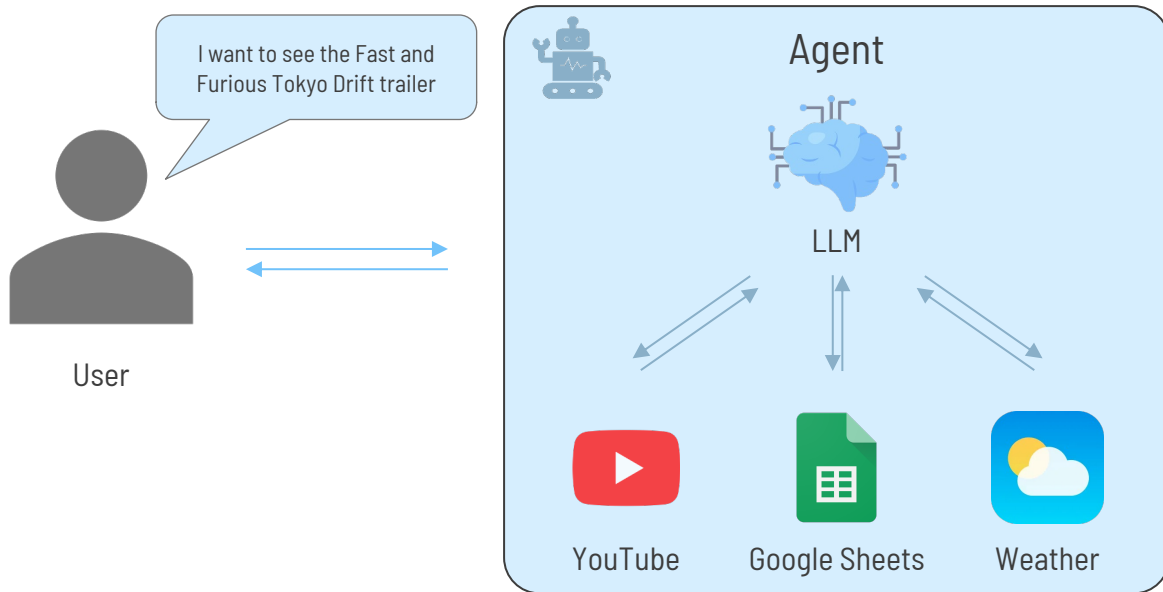 I want to see the Fast and
Furious Tokyo Drift trailer
User
Agent
LLM
YouTube
Google Sheets
Weather